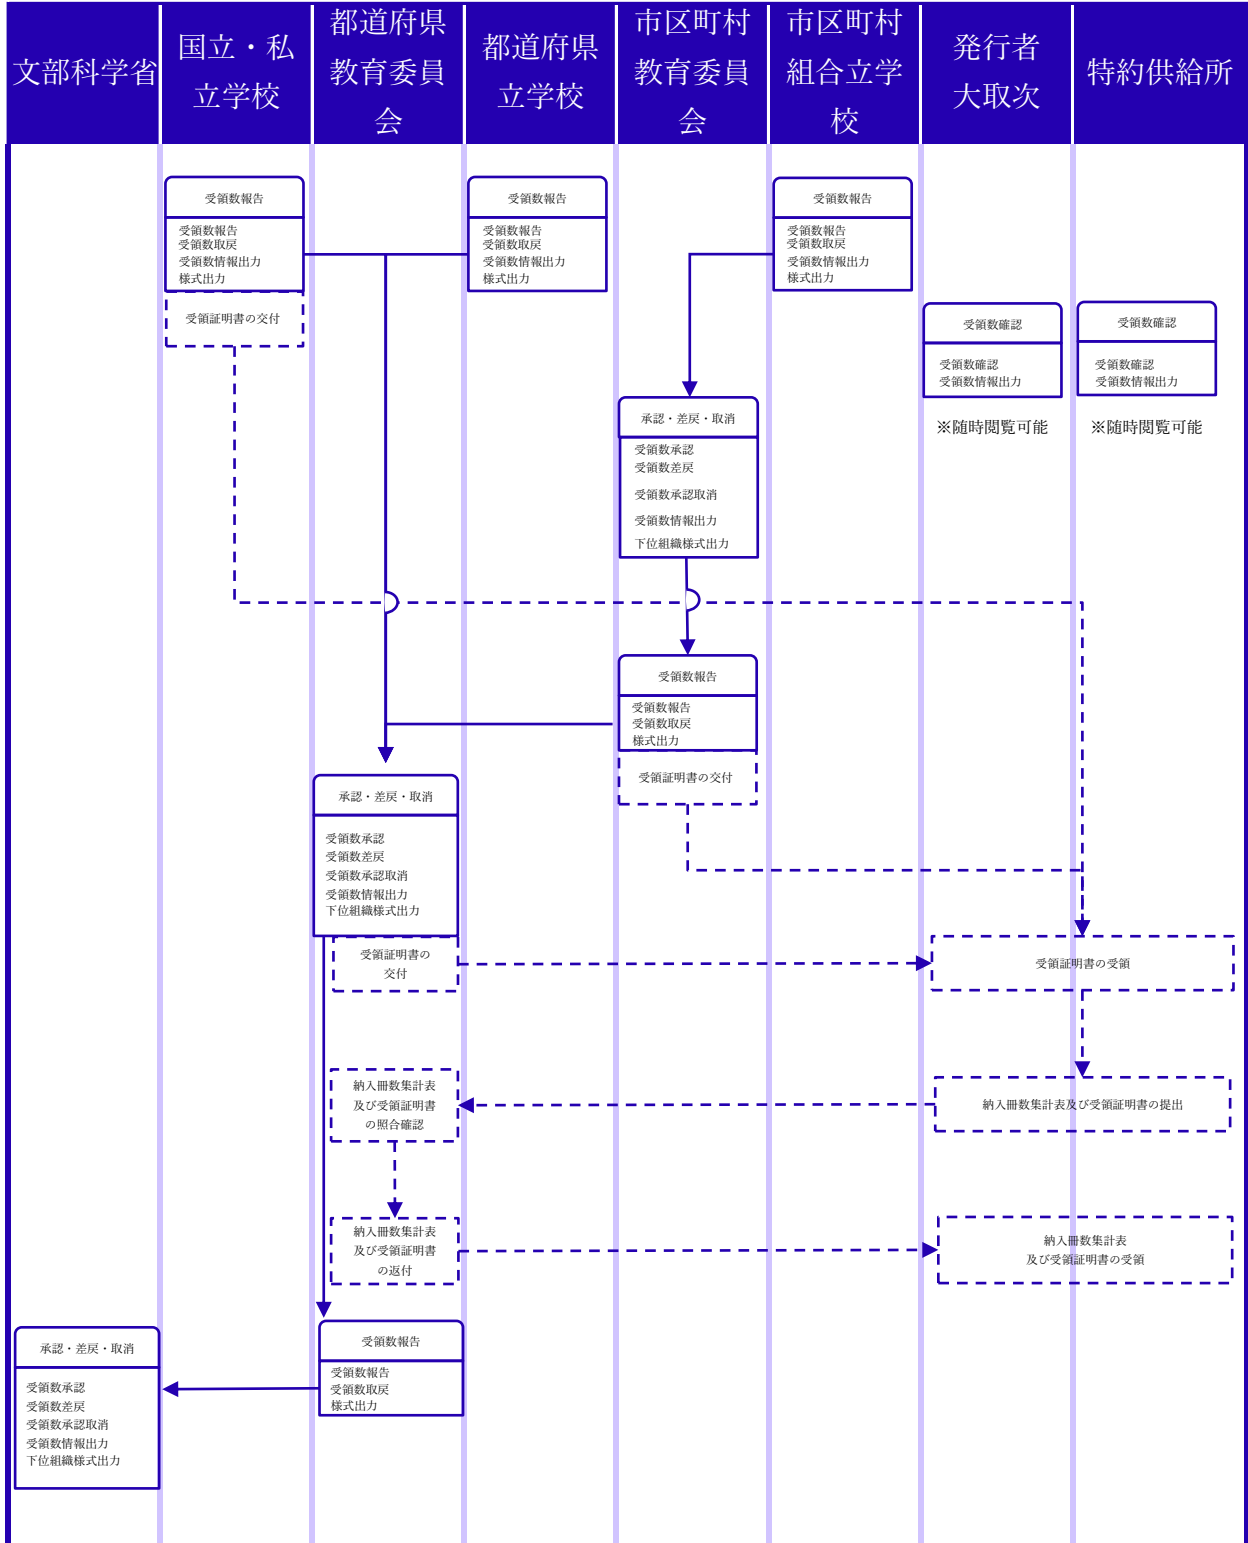 文部科学省
国立・私
立学校
都道府県
教育委員
会
都道府県
立学校
市区町村
教育委員
会
市区町村
組合立学
校
発行者
大取次
特約供給所
受領数報告
受領数報告
受領数取戻
受領数情報出力
様式出力
受領証明書の交付
受領数報告
受領数報告
受領数取戻
受領数情報出力
様式出力
受領数報告
受領数報告
受領数取戻
受領数情報出力
様式出力
受領数確認
受領数確認
受領数情報出力
※随時閲覧可能
受領数確認
受領数確認
受領数情報出力
※随時閲覧可能
承認・差戻・取消
受領数承認
受領数差戻
受領数承認取消
受領数情報出力
下位組織様式出力
受領数報告
受領数報告
受領数取戻
様式出力
受領証明書の交付
承認・差戻・取消
受領数承認
受領数差戻
受領数承認取消
受領数情報出力
下位組織様式出力
受領証明書の
交付
受領証明書の受領
納入冊数集計表
及び受領証明書
の照合確認
納入冊数集計表及び受領証明書の提出
納入冊数集計表
及び受領証明書
の返付
納入冊数集計表
及び受領証明書の受領
受領数報告
受領数報告
受領数取戻
様式出力
承認・差戻・取消
受領数承認
受領数差戻
受領数承認取消
受領数情報出力
下位組織様式出力